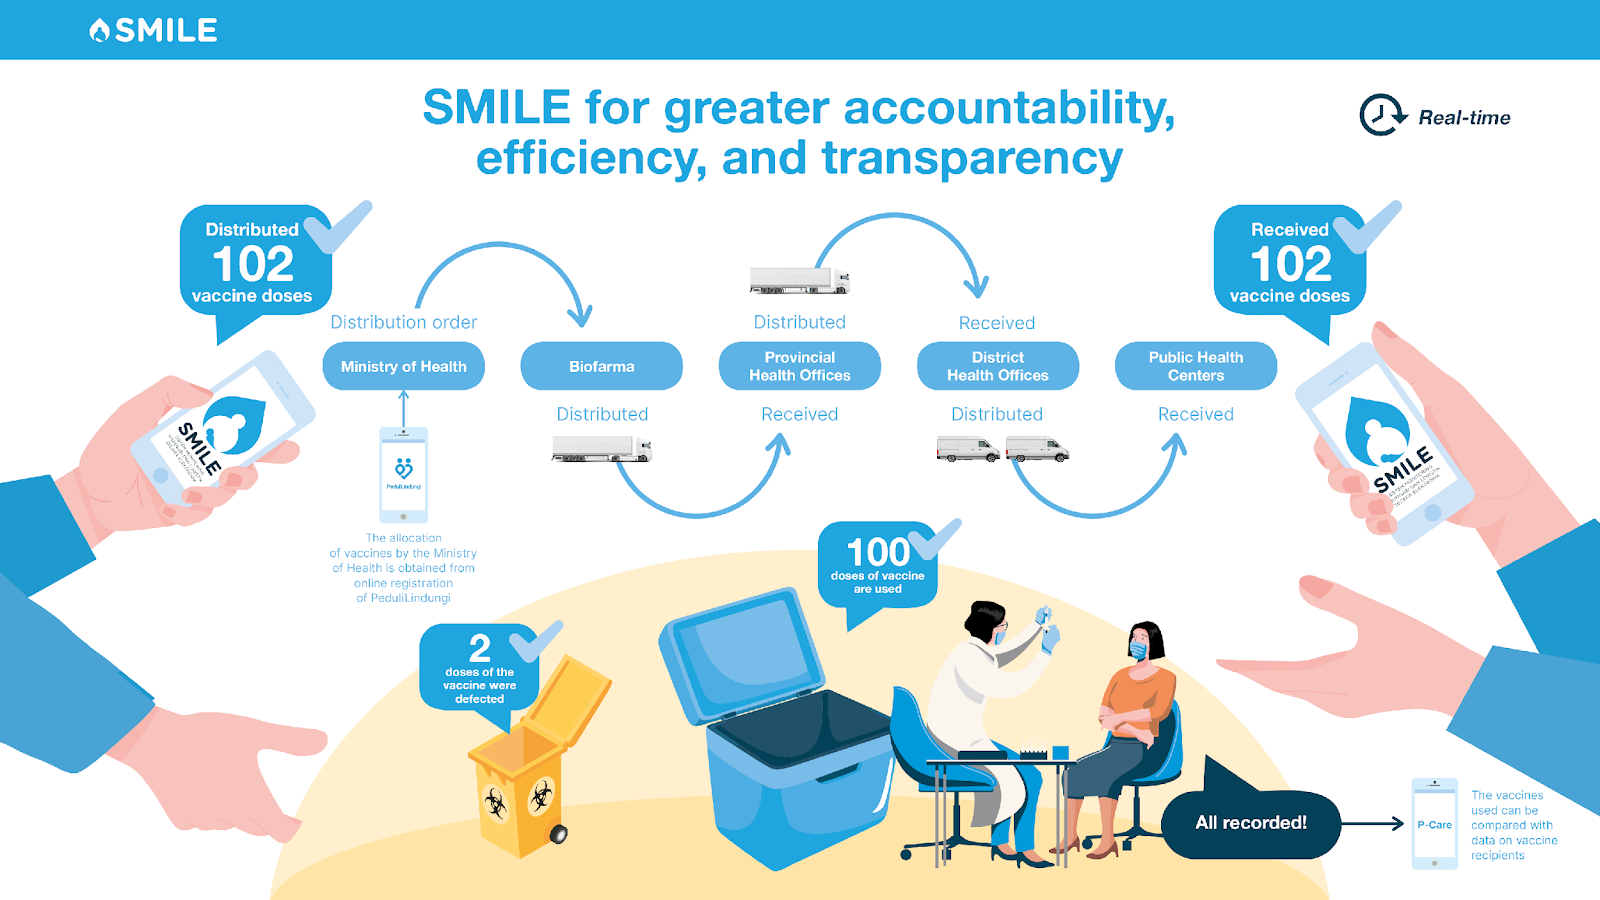 SMILE
SMILE for greater accountability,
efficiency, and transparency
Real-time
Distributed
102
vaccine doses
Received
102
vaccine doses
Distribution order
Distributed
Received
Ministry of Health
Biofarma
Provincial
Health Offices
District
Health Offices
Public Health
Centers
Distributed
Received
Distributed
Received
SMILE
SMILE
PeduliLindungi
The allocation
of vaccines by the Ministry
of Health is obtained from
online registration
of PeduliLindungi
100
doses of vaccine
are used
2
doses of the
vaccine were
defected
All recorded!
P-Care
The vaccines
used can be
compared with
data on vaccine
recipients